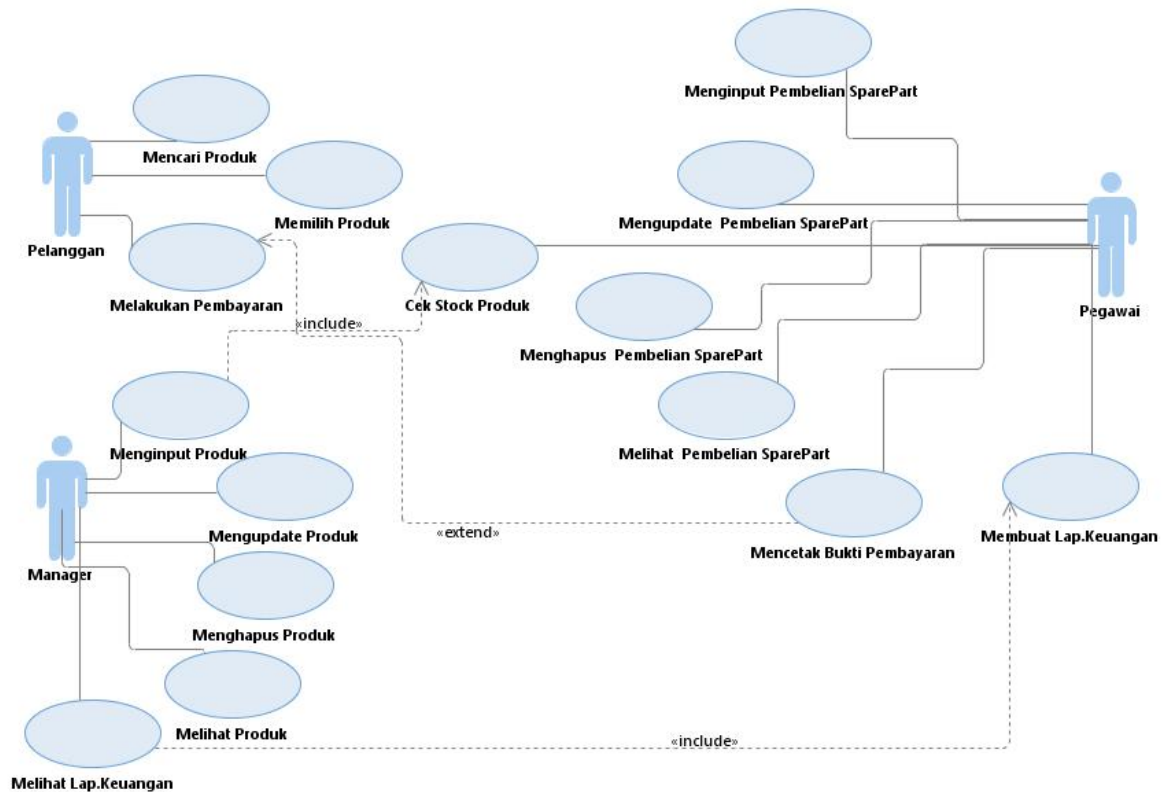 Menginput Pembelian SparePart
Mencari Produk
Memilih Produk
Mengupdate  Pembelian SparePart
Pelanggan
Melakukan Pembayaran
Cek Stock Produk
Pegawai
«include»
Menghapus  Pembelian SparePart
Menginput Produk
Melihat  Pembelian SparePart
«extend»
Mengupdate Produk
Mencetak Bukti Pembayaran
Membuat Lap.Keuangan
Manager
Menghapus Produk
Melihat Produk
«include»
Melihat Lap.Keuangan